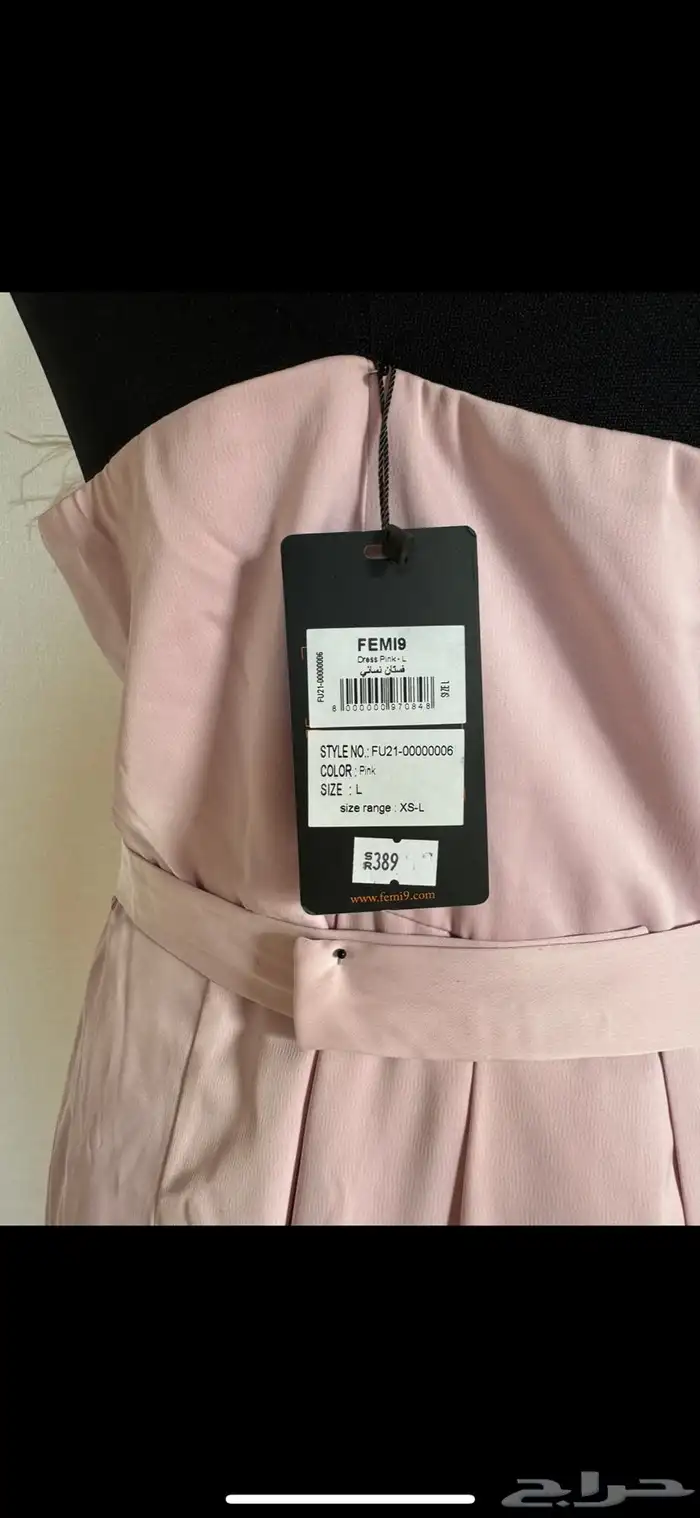 FEMI9
Dress Pink - L
فستان نسائي
FU21-00000006
8 000000 970848
STYLE NO.: FU21-00000006
COLOR : Pink
SIZE : L
size range : XS-L
SR389
www.femi9.com
حراج